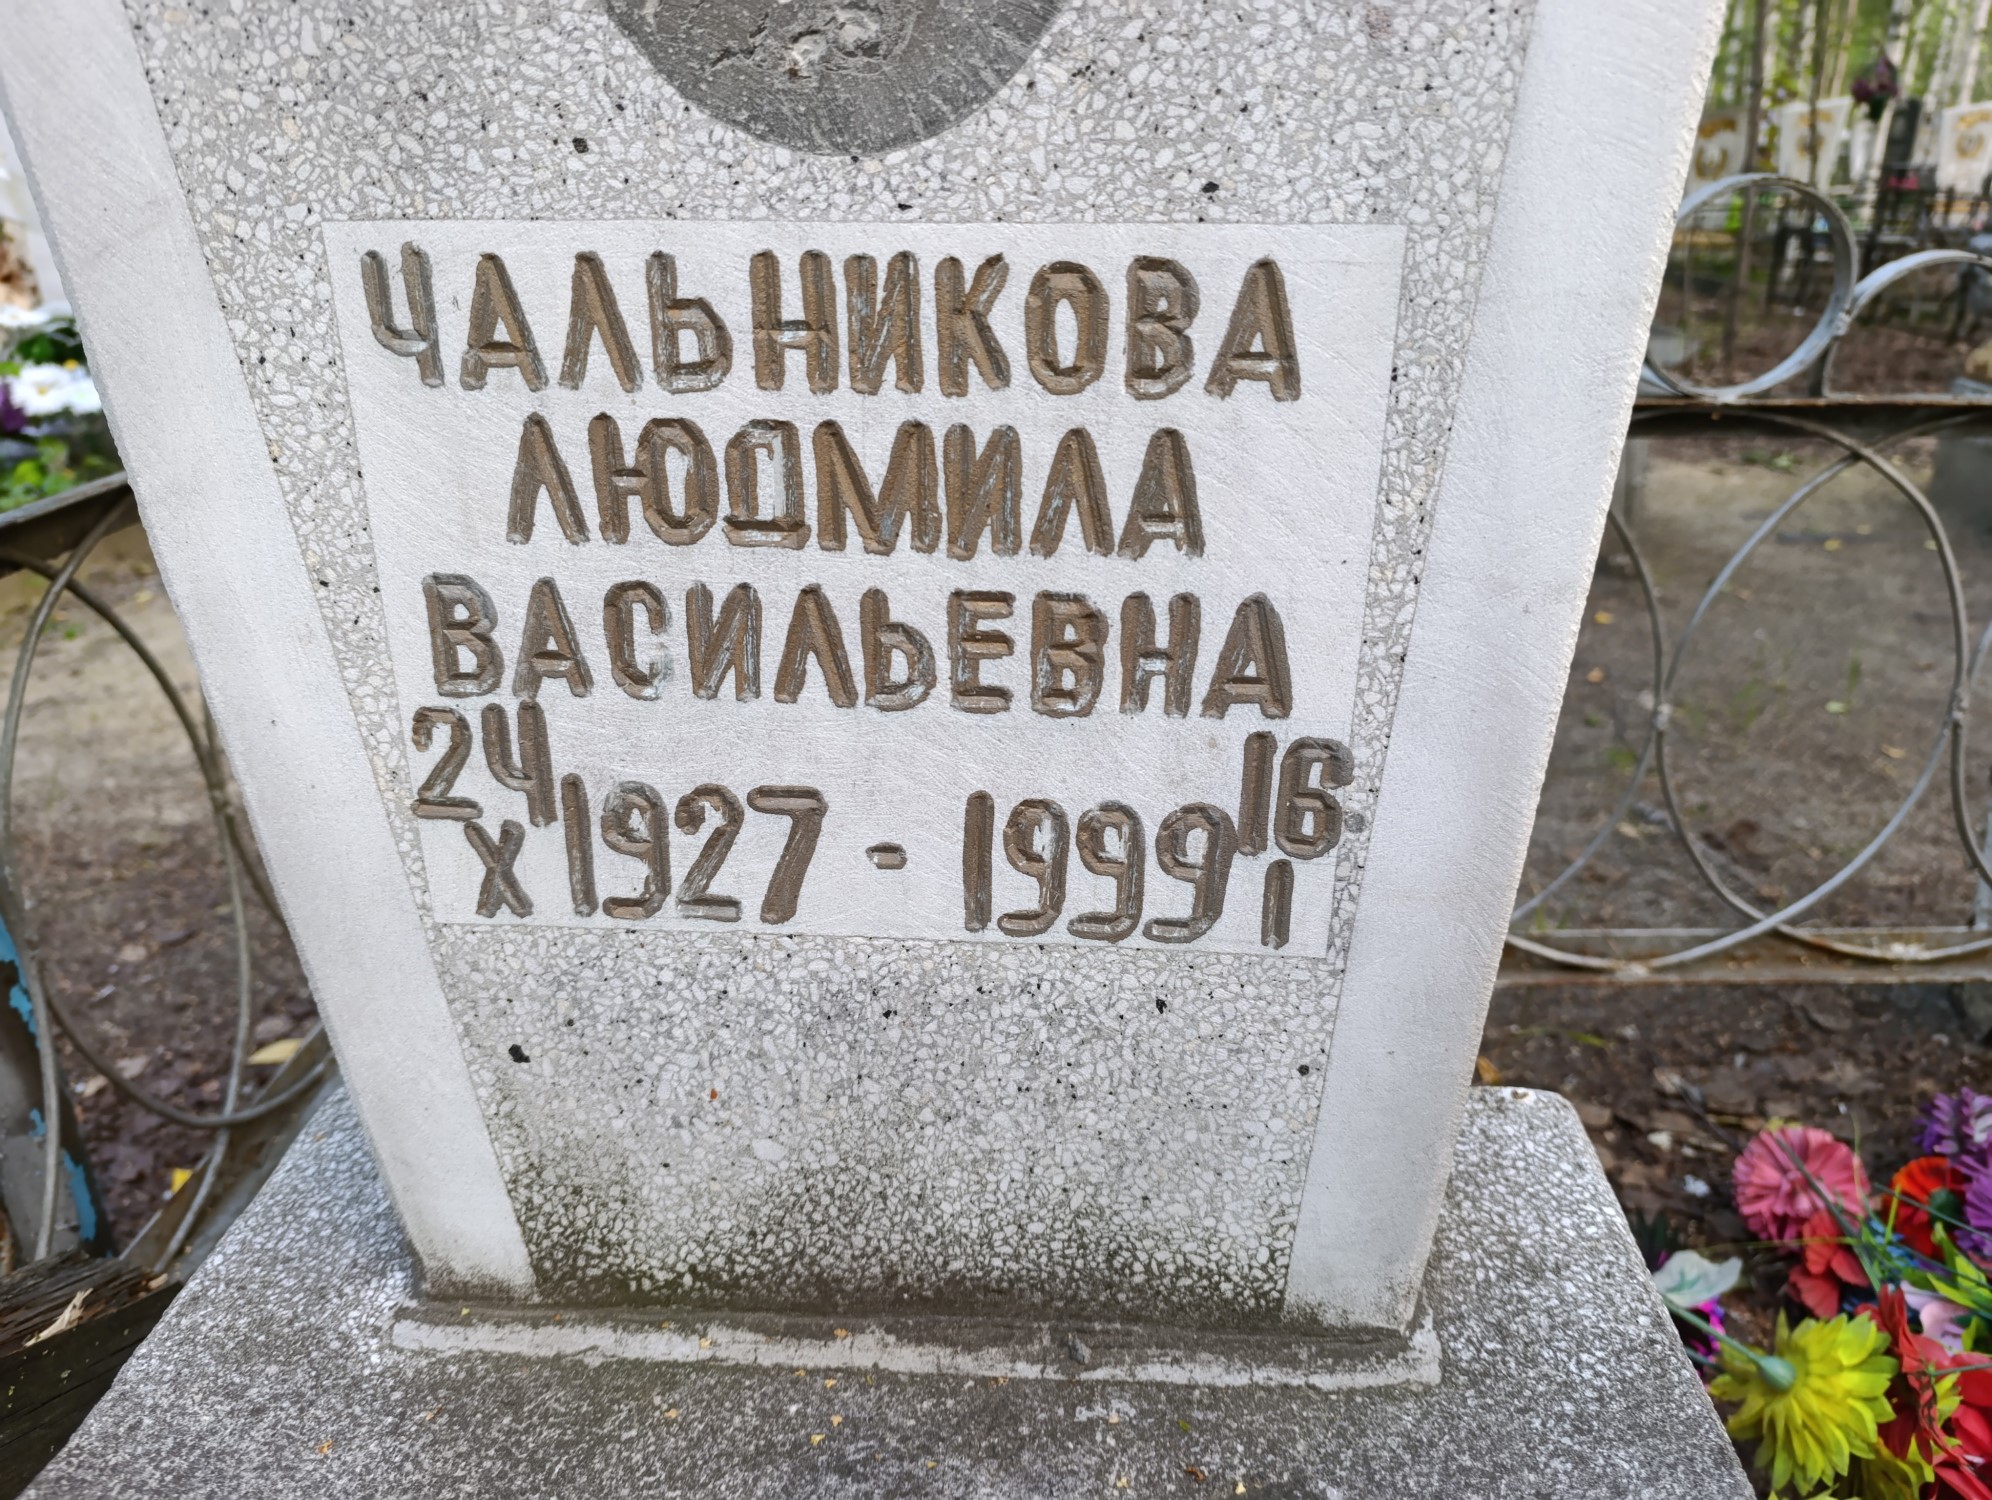 ЧАЛЬНИКОВА
ЛЮДМИЛА
ВАСИЛЬЕВНА
24/X 1927 - 1999 16/I